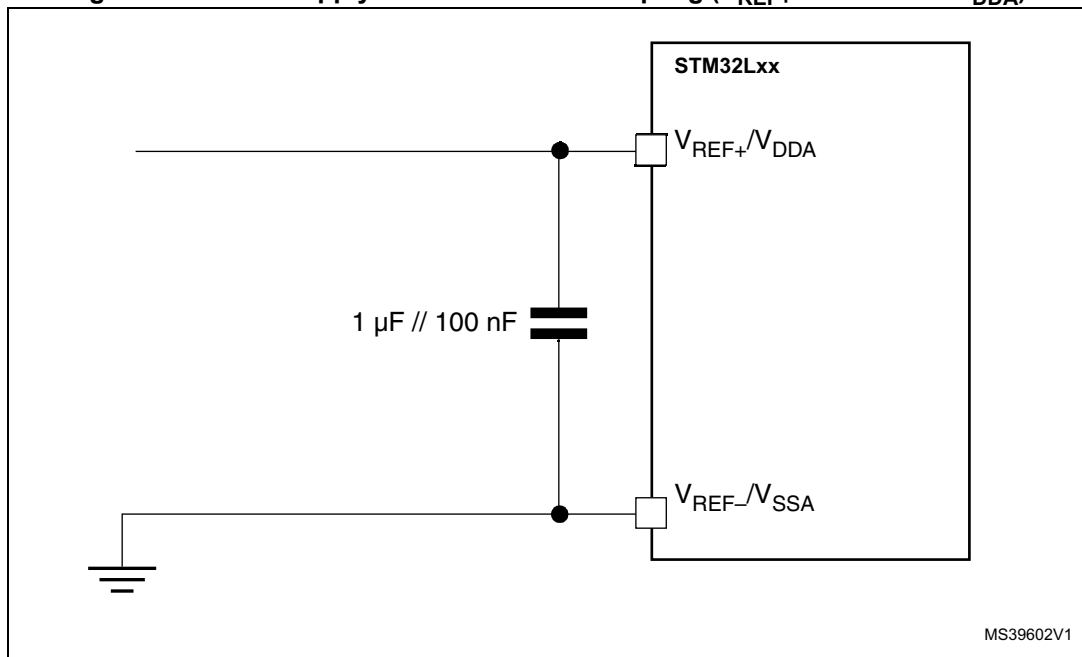 STM32Lxx
VREF+/VDDA
1 µF // 100 nF
VREF–/VSSA
MS39602V1